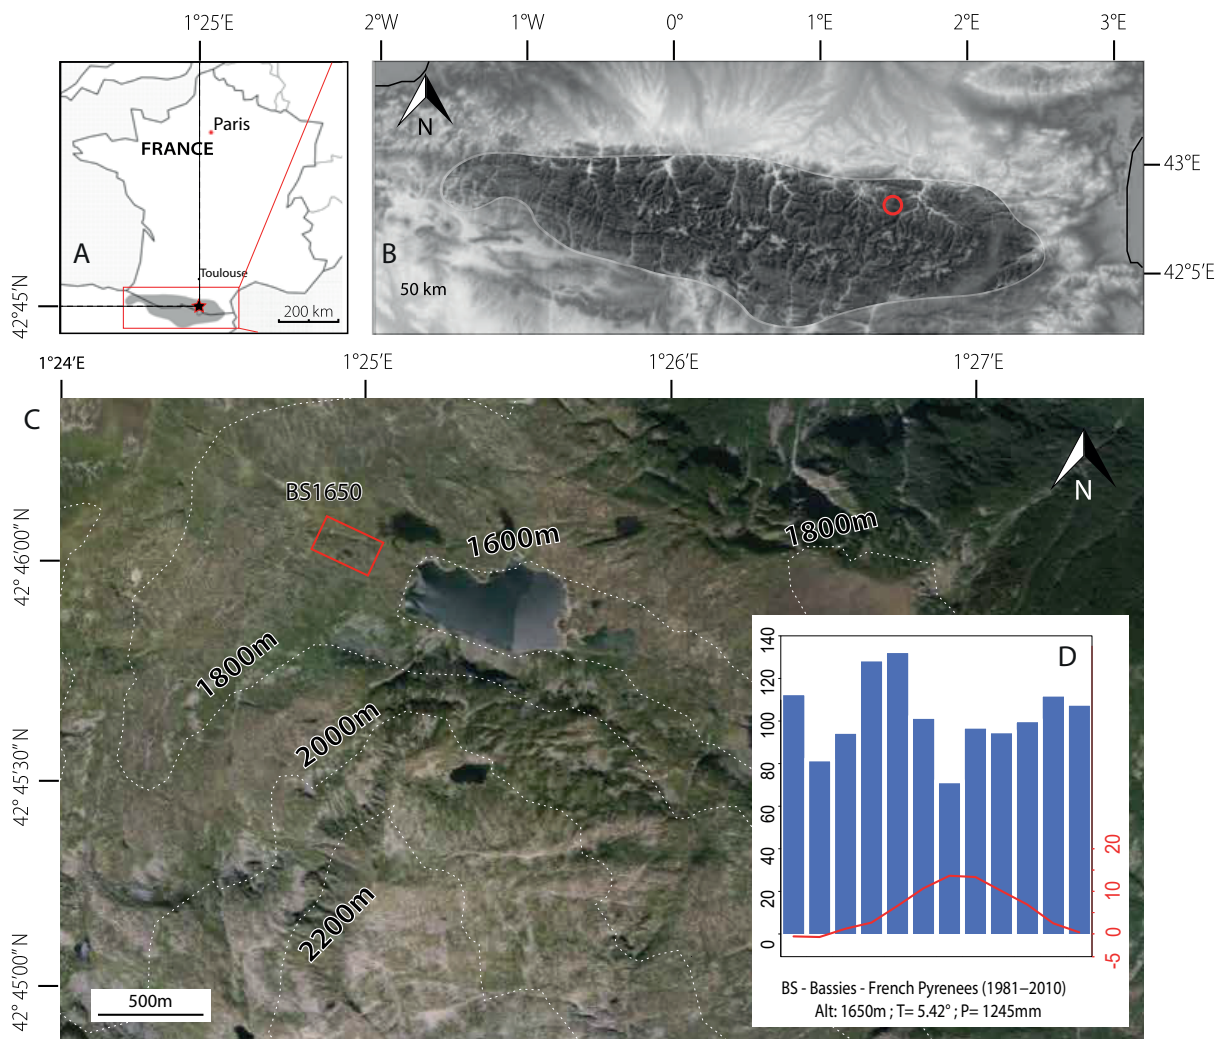 1°25′E
2°W
1°W
0°
1°E
2°E
3°E
Paris
FRANCE
A
Toulouse
200 km
42°45′N
N
B
50 km
43°E
42°5′E
1°24′E
1°25′E
1°26′E
1°27′E
C
BS1650
N
1600m
1800m
1800m
2000m
2200m
42° 46′00″ N
42° 45′30″ N
42° 45′00″ N
500m
D
140
120
100
80
60
40
20
0
20
10
0
-5
BS - Bassies - French Pyrenees (1981–2010)
Alt: 1650m ; T= 5.42° ; P= 1245mm